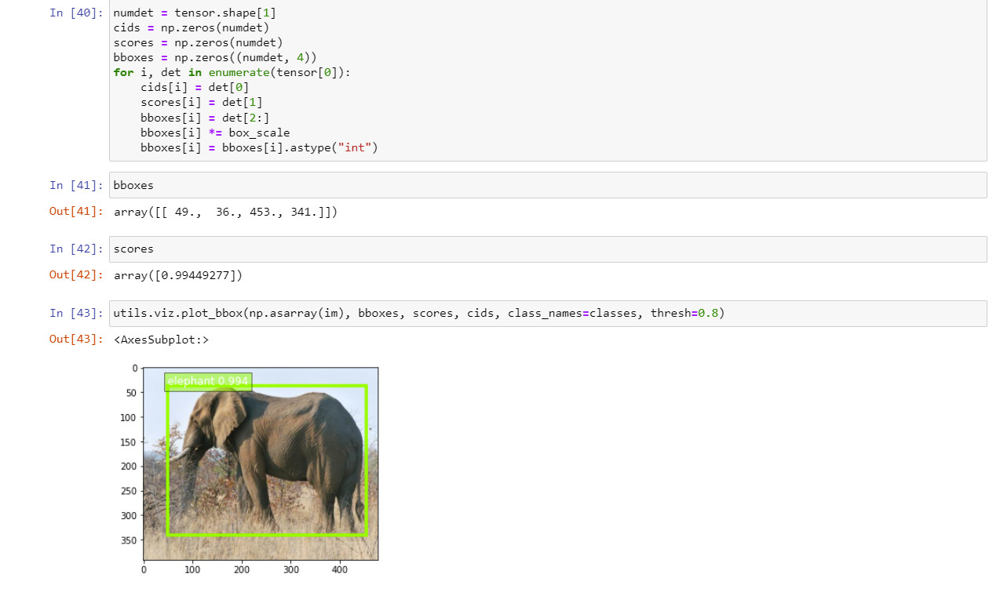 In [40]: numdet = tensor.shape[1]
cids = np.zeros(numdet)
scores = np.zeros(numdet)
bboxes = np.zeros((numdet, 4))
for i, det in enumerate(tensor[0]):
    cids[i] = det[0]
    scores[i] = det[1]
    bboxes[i] = det[2:]
    bboxes[i] *= box_scale
    bboxes[i] = bboxes[i].astype("int")
In [41]: bboxes
Out[41]: array([[ 49.,  36., 453., 341.]])
In [42]: scores
Out[42]: array([0.99449277])
In [43]: utils.viz.plot_bbox(np.asarray(im), bboxes, scores, cids, class_names=classes, thresh=0.8)
Out[43]: <AxesSubplot:>
0
elephant 0.994
50
100
150
200
250
300
350
0 100 200 300 400